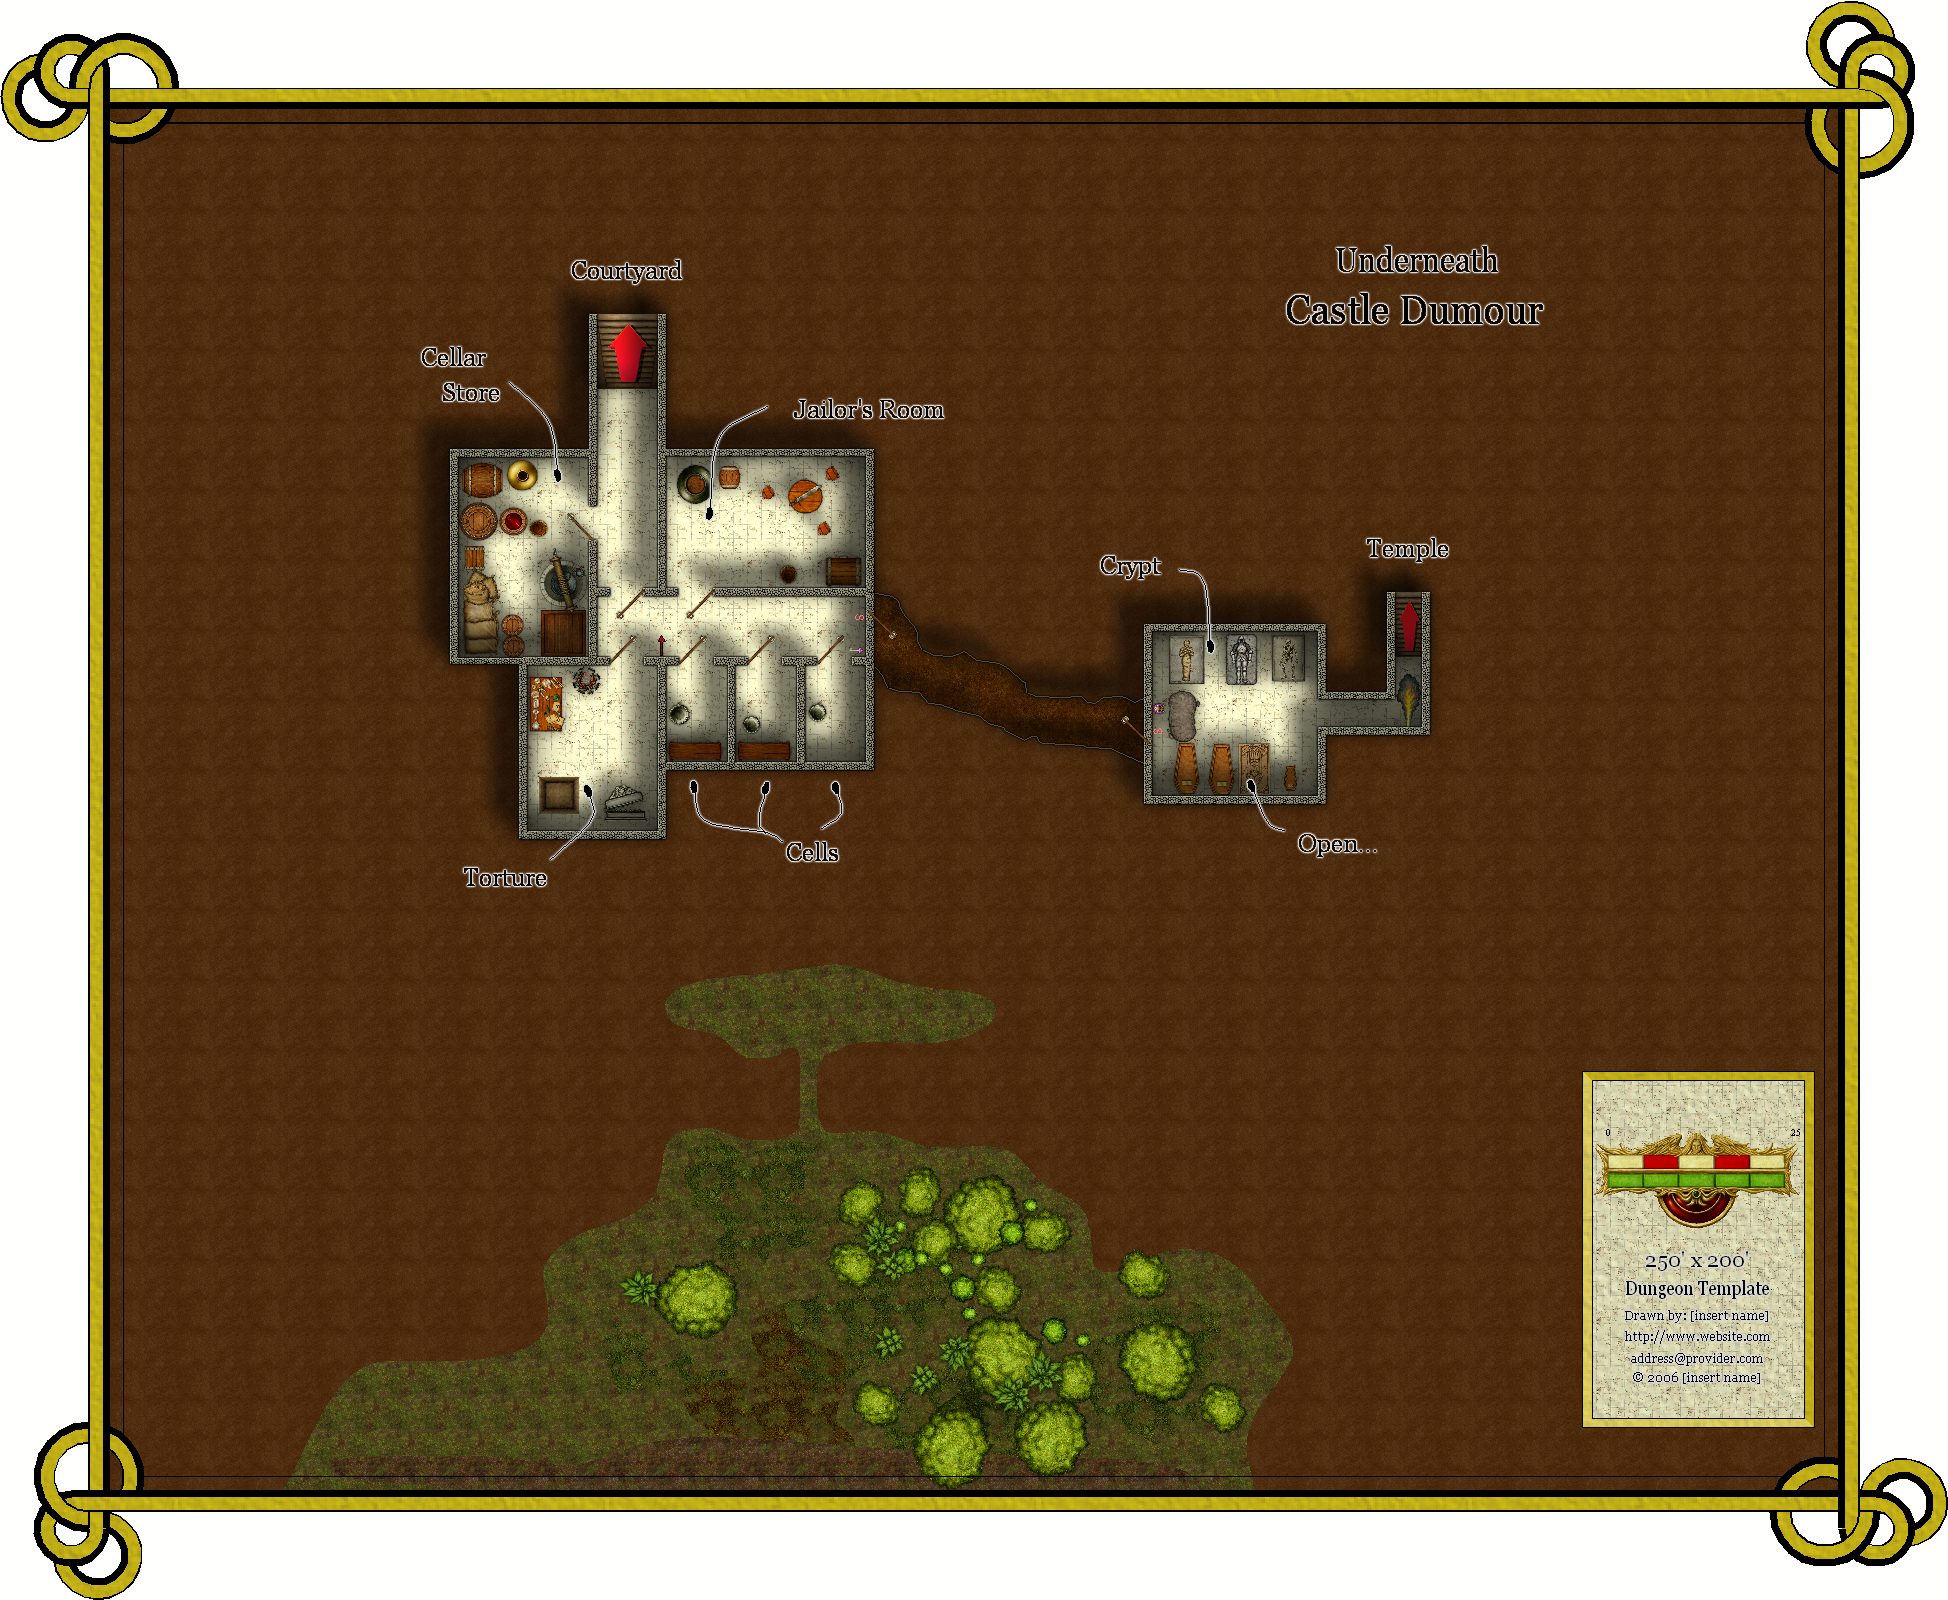 Underneath
Castle Dumour
Courtyard
Cellar
Store
Jailor's Room
Temple
Crypt
Open...
Cells
Torture
0 25
250' x 200'
Dungeon Template
Drawn by: [insert name]
http://www.website.com
address@provider.com
© 2006 [insert name]